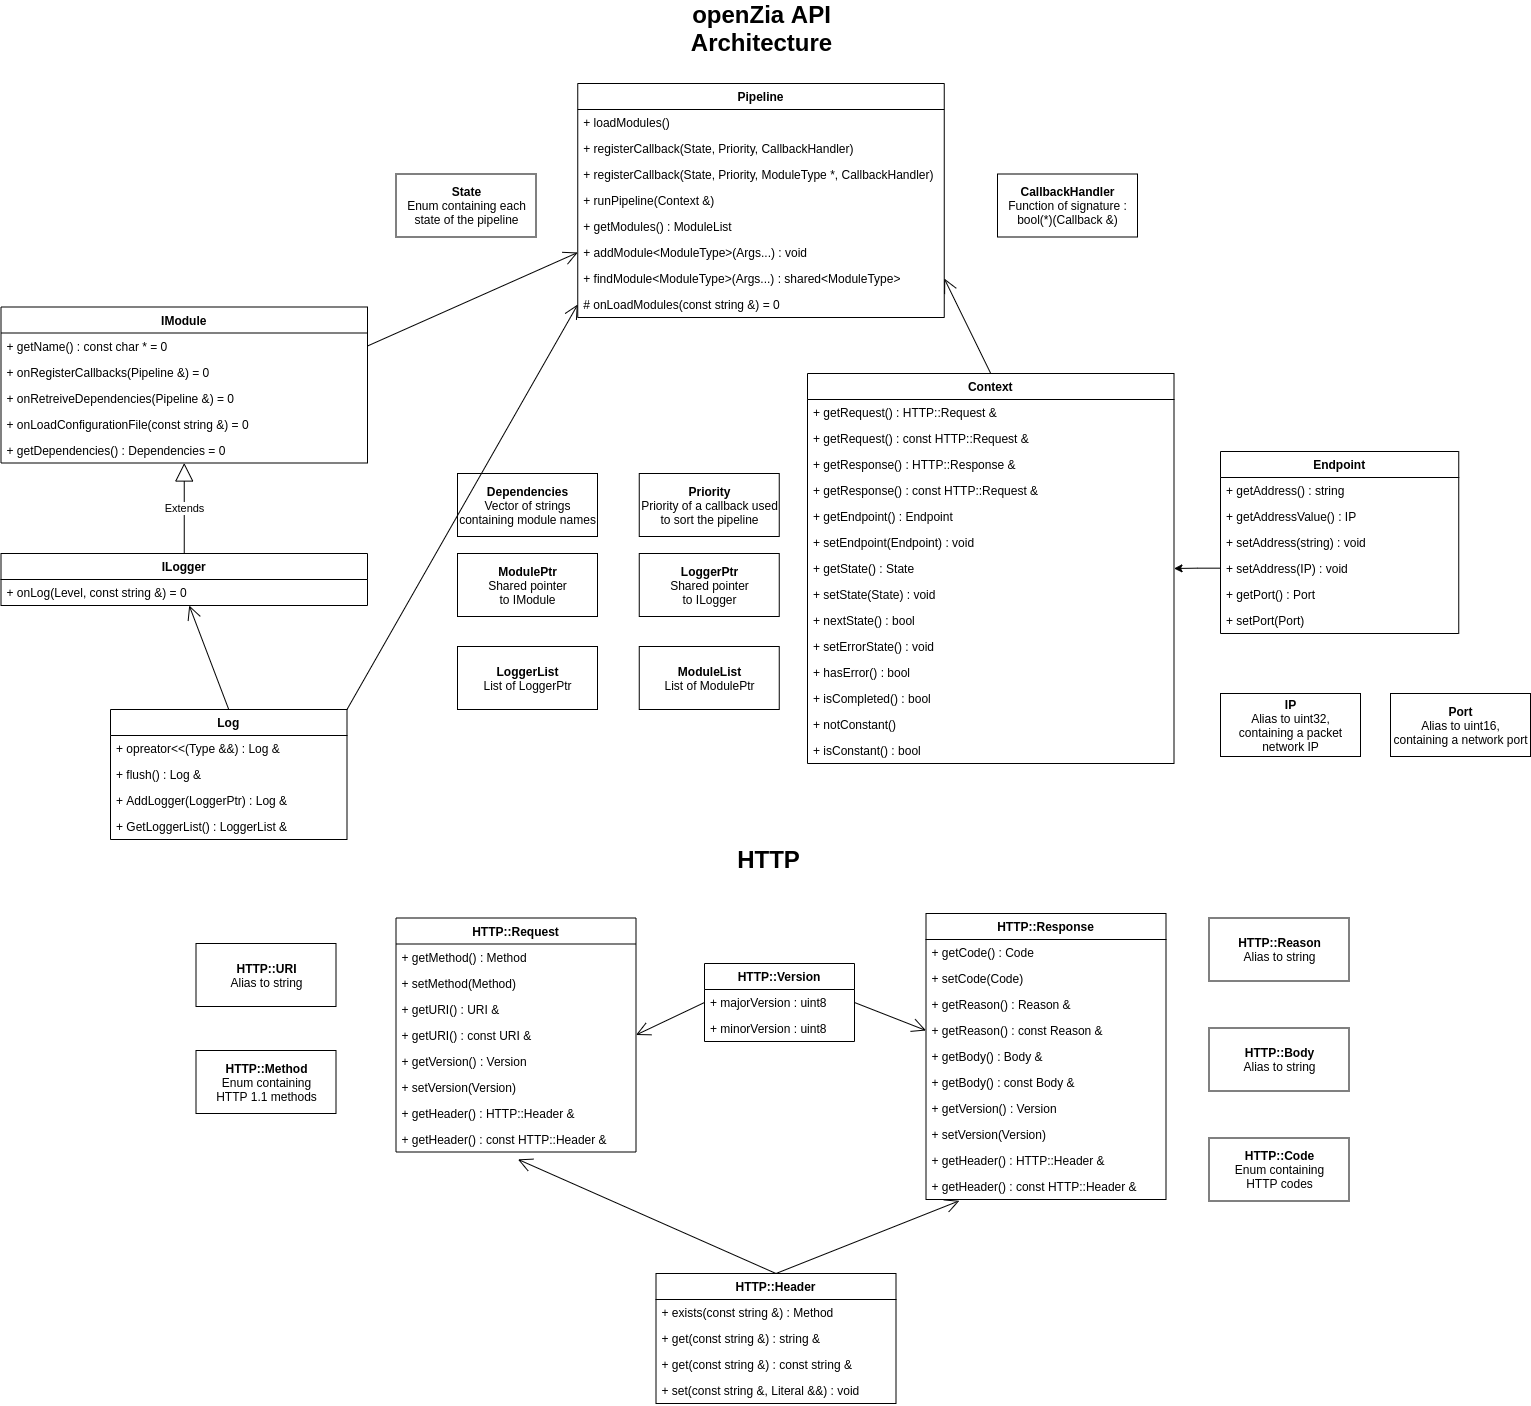 openZia API
Architecture
Pipeline
+ loadModules()
+ registerCallback(State, Priority, CallbackHandler)
+ registerCallback(State, Priority, ModuleType *, CallbackHandler)
+ runPipeline(Context &)
+ getModules() : ModuleList
+ addModule<ModuleType>(Args...) : void
+ findModule<ModuleType>(Args...) : shared<ModuleType>
# onLoadModules(const string &) = 0
State
Enum containing each
state of the pipeline
CallbackHandler
Function of signature :
bool(*)(Callback &)
IModule
+ getName() : const char * = 0
+ onRegisterCallbacks(Pipeline &) = 0
+ onRetreiveDependencies(Pipeline &) = 0
+ onLoadConfigurationFile(const string &) = 0
+ getDependencies() : Dependencies = 0
Extends
ILogger
+ onLog(Level, const string &) = 0
Log
+ opreator<<(Type &&) : Log &
+ flush() : Log &
+ AddLogger(LoggerPtr) : Log &
+ GetLoggerList() : LoggerList &
Dependencies
Vector of strings
containing module names
Priority
Priority of a callback used
to sort the pipeline
ModulePtr
Shared pointer
to IModule
LoggerPtr
Shared pointer
to ILogger
LoggerList
List of LoggerPtr
ModuleList
List of ModulePtr
Context
+ getRequest() : HTTP::Request &
+ getRequest() : const HTTP::Request &
+ getResponse() : HTTP::Response &
+ getResponse() : const HTTP::Request &
+ getEndpoint() : Endpoint
+ setEndpoint(Endpoint) : void
+ getState() : State
+ setState(State) : void
+ nextState() : bool
+ setErrorState() : void
+ hasError() : bool
+ isCompleted() : bool
+ notConstant()
+ isConstant() : bool
Endpoint
+ getAddress() : string
+ getAddressValue() : IP
+ setAddress(string) : void
+ setAddress(IP) : void
+ getPort() : Port
+ setPort(Port)
IP
Alias to uint32,
containing a packet
network IP
Port
Alias to uint16,
containing a network port
HTTP
HTTP::URI
Alias to string
HTTP::Method
Enum containing
HTTP 1.1 methods
HTTP::Request
+ getMethod() : Method
+ setMethod(Method)
+ getURI() : URI &
+ getURI() : const URI &
+ getVersion() : Version
+ setVersion(Version)
+ getHeader() : HTTP::Header &
+ getHeader() : const HTTP::Header &
HTTP::Version
+ majorVersion : uint8
+ minorVersion : uint8
HTTP::Response
+ getCode() : Code
+ setCode(Code)
+ getReason() : Reason &
+ getReason() : const Reason &
+ getBody() : Body &
+ getBody() : const Body &
+ getVersion() : Version
+ setVersion(Version)
+ getHeader() : HTTP::Header &
+ getHeader() : const HTTP::Header &
HTTP::Reason
Alias to string
HTTP::Body
Alias to string
HTTP::Code
Enum containing
HTTP codes
HTTP::Header
+ exists(const string &) : Method
+ get(const string &) : string &
+ get(const string &) : const string &
+ set(const string &, Literal &&) : void